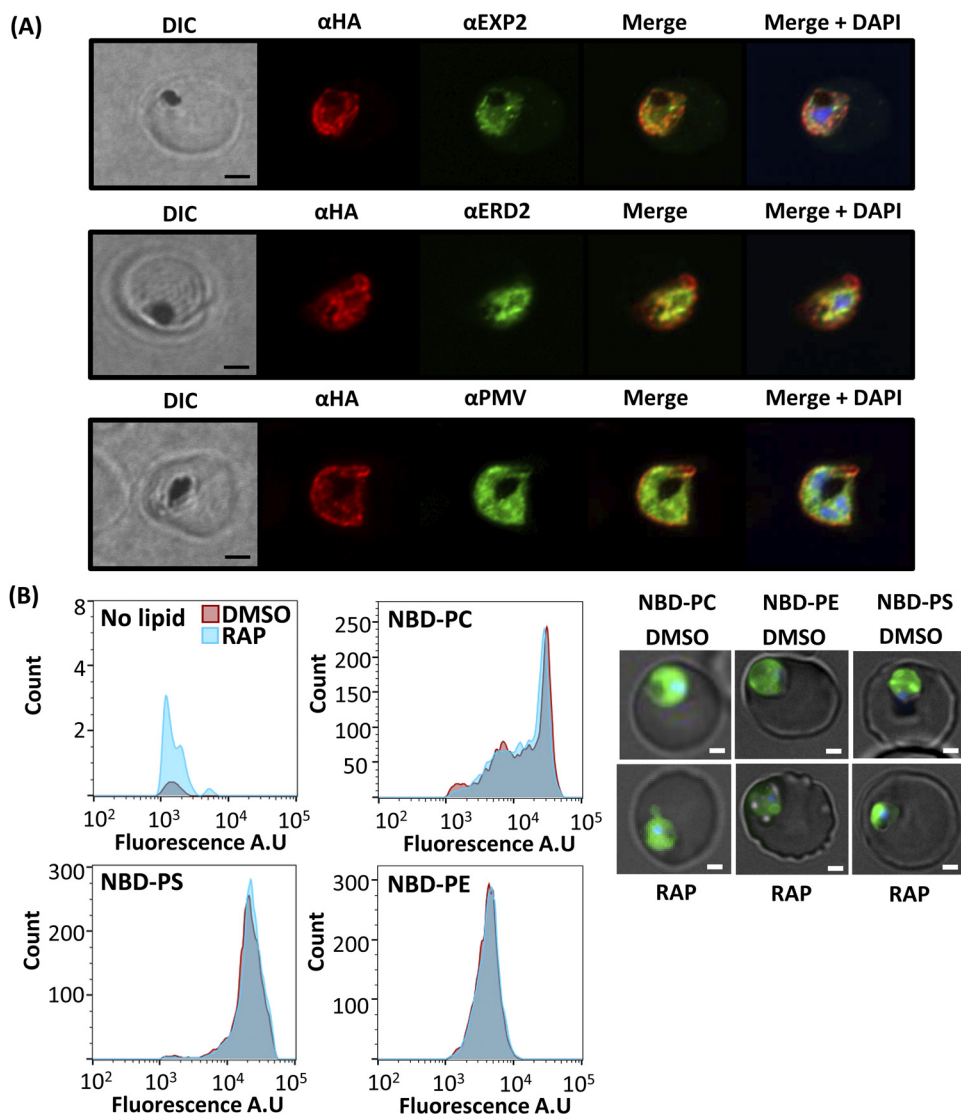 (A)
DIC αHA αEXP2 Merge Merge + DAPI
DIC αHA αERD2 Merge Merge + DAPI
DIC αHA αPMV Merge Merge + DAPI
(B)
No lipid
DMSO
RAP
8
4
2
Count
10² 10³ 10⁴ 10⁵
Fluorescence A.U
NBD-PC
250
200
150
100
50
Count
10² 10³ 10⁴ 10⁵
Fluorescence A.U
NBD-PC NBD-PE NBD-PS
DMSO DMSO DMSO
RAP RAP RAP
NBD-PS
300
200
100
Count
10² 10³ 10⁴ 10⁵
Fluorescence A.U
NBD-PE
300
200
100
Count
10² 10³ 10⁴ 10⁵
Fluorescence A.U